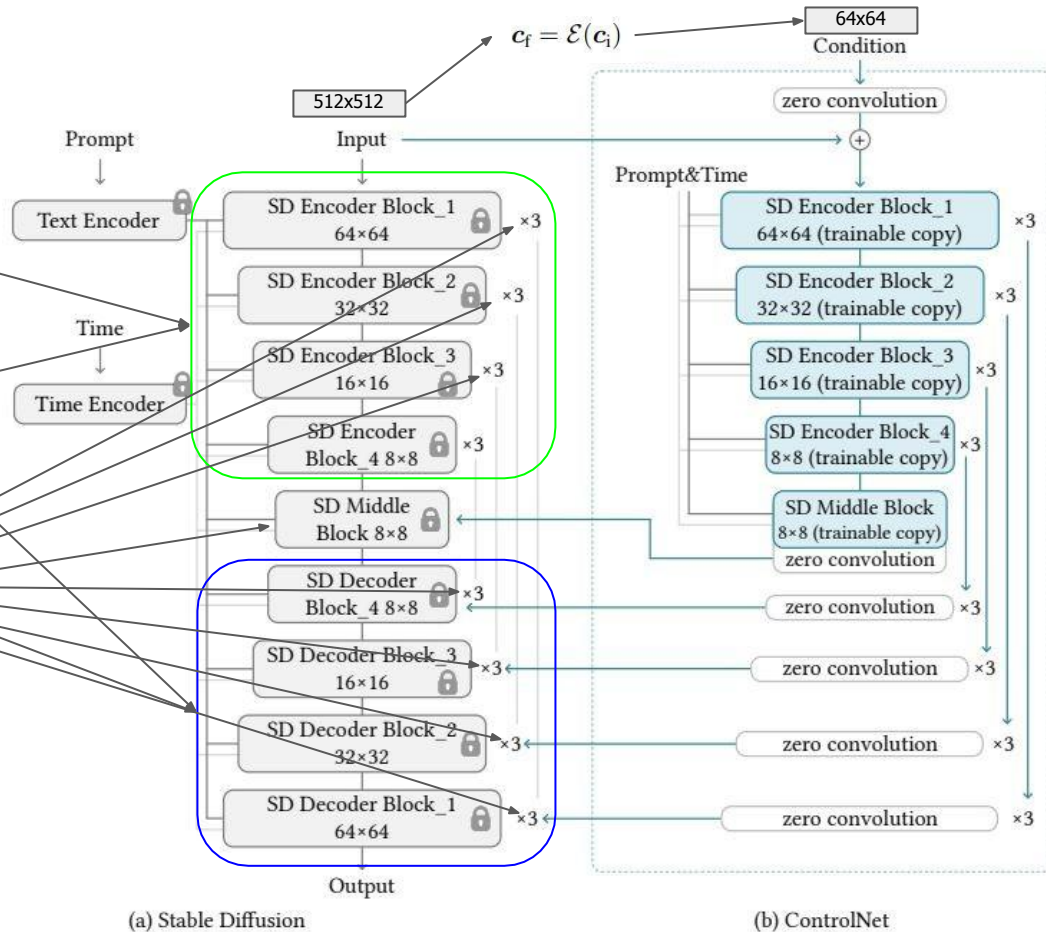 64x64
c_f = ℰ(c_i)
Condition
512x512
zero convolution
Prompt
Input
+
Prompt&Time
Text Encoder
SD Encoder Block_1
64×64
×3
SD Encoder Block_1
64×64 (trainable copy)
×3
SD Encoder Block_2
32×32
×3
SD Encoder Block_2
32×32 (trainable copy)
×3
Time
SD Encoder Block_3
16×16
×3
SD Encoder Block_3
16×16 (trainable copy)
×3
Time Encoder
SD Encoder
Block_4 8×8
×3
SD Encoder Block_4
8×8 (trainable copy)
×3
SD Middle
Block 8×8
SD Middle Block
8×8 (trainable copy)
zero convolution
SD Decoder
Block_4 8×8
×3
zero convolution
×3
SD Decoder Block_3
16×16
×3
zero convolution
×3
SD Decoder Block_2
32×32
×3
zero convolution
×3
SD Decoder Block_1
64×64
×3
zero convolution
×3
Output
(a) Stable Diffusion
(b) ControlNet